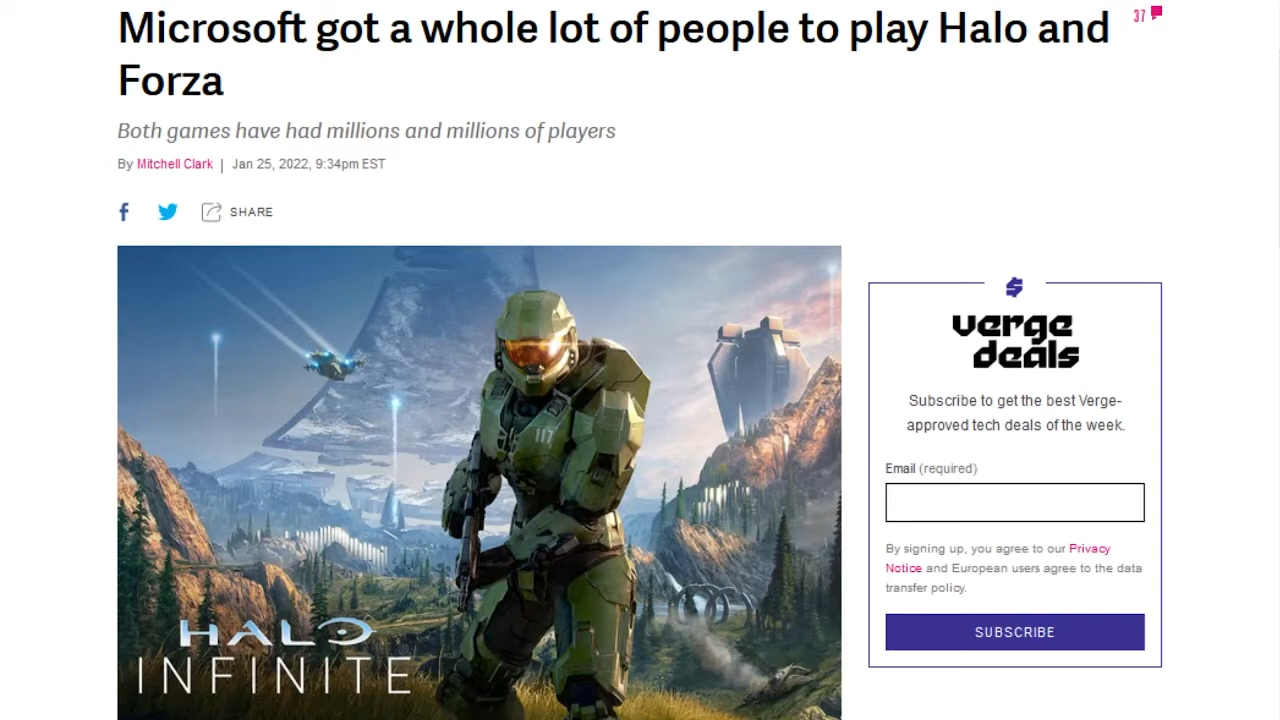 Microsoft got a whole lot of people to play Halo and
Forza
37
Both games have had millions and millions of players
By Mitchell Clark | Jan 25, 2022, 9:34pm EST
SHARE
117
HALO
INFINITE
$
verge
deals
Subscribe to get the best Verge-
approved tech deals of the week.
Email (required)
By signing up, you agree to our Privacy
Notice and European users agree to the data
transfer policy.
SUBSCRIBE